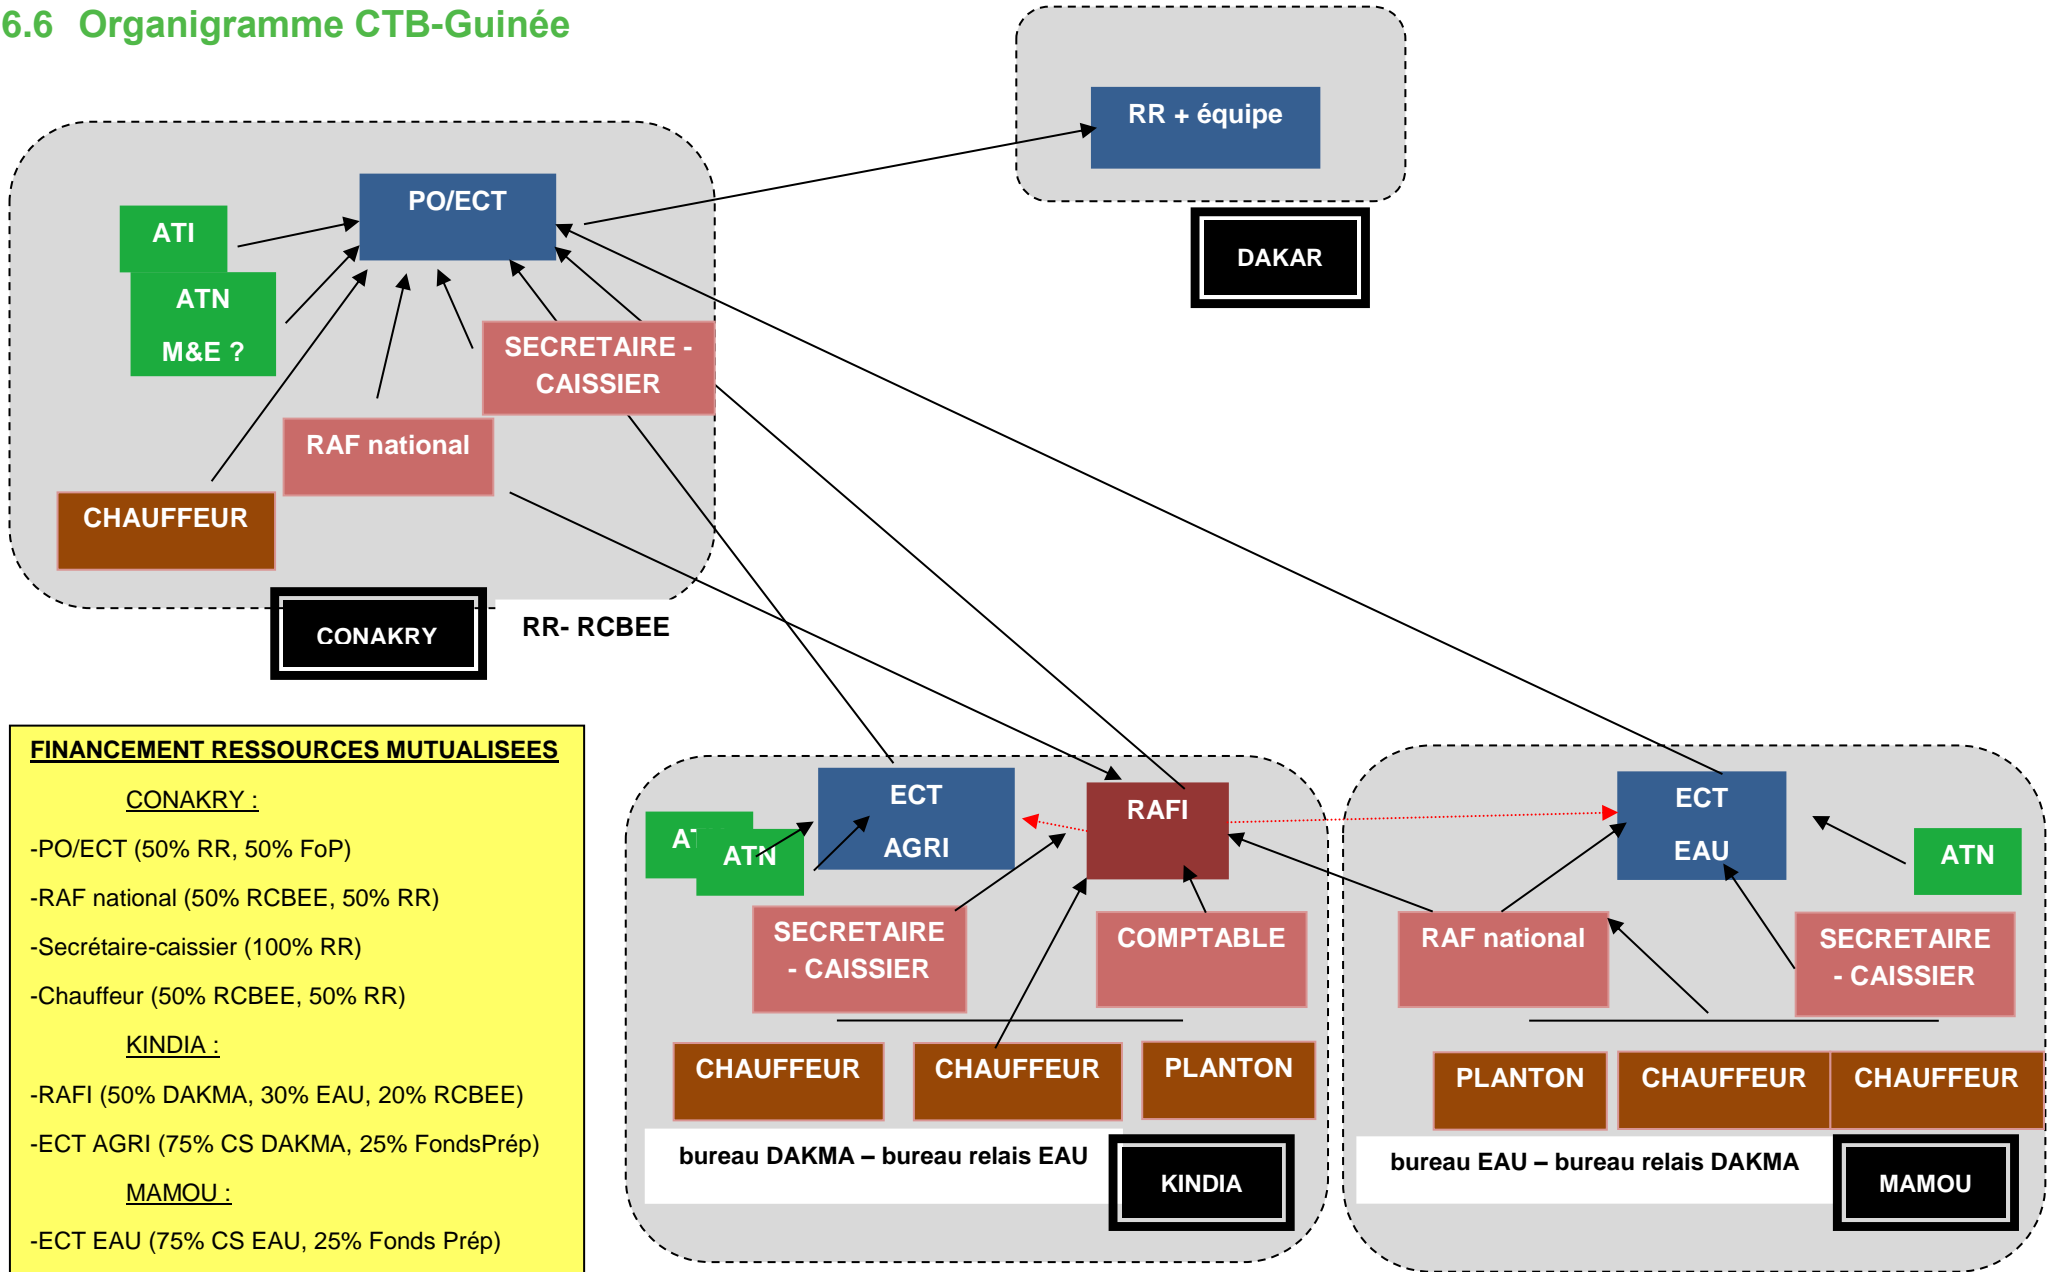 6.6 Organigramme CTB-Guinée
RR + équipe
DAKAR
PO/ECT
ATI
ATN
M&E ?
SECRETAIRE -
CAISSIER
RAF national
CHAUFFEUR
CONAKRY
RR- RCBEE
FINANCEMENT RESSOURCES MUTUALISEES
CONAKRY :
-PO/ECT (50% RR, 50% FoP)
-RAF national (50% RCBEE, 50% RR)
-Secrétaire-caissier (100% RR)
-Chauffeur (50% RCBEE, 50% RR)
KINDIA :
-RAFI (50% DAKMA, 30% EAU, 20% RCBEE)
-ECT AGRI (75% CS DAKMA, 25% FondsPrép)
MAMOU :
-ECT EAU (75% CS EAU, 25% Fonds Prép)
ECT
AGRI
RAFI
ATN
SECRETAIRE
- CAISSIER
COMPTABLE
CHAUFFEUR
CHAUFFEUR
PLANTON
bureau DAKMA – bureau relais EAU
KINDIA
ECT
EAU
ATN
RAF national
SECRETAIRE
- CAISSIER
PLANTON
CHAUFFEUR
CHAUFFEUR
bureau EAU – bureau relais DAKMA
MAMOU